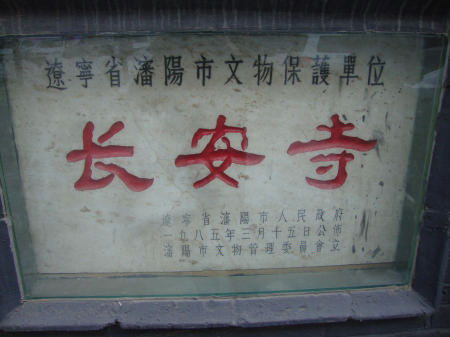 遼寧省瀋陽市文物保護單位
长安寺
遼寧省瀋陽市人民政府
一九八五年三月十五日公佈
瀋陽市文物管理委員會立